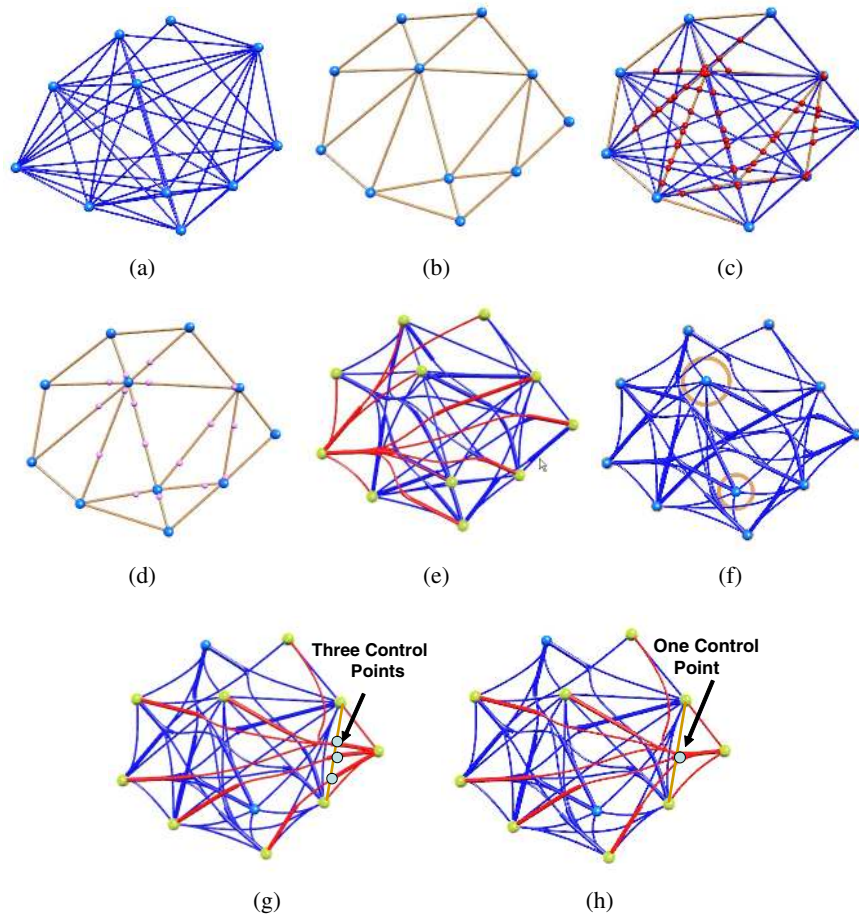 (a)
(b)
(c)
(d)
(e)
(f)
Three Control
Points
One Control
Point
(g)
(h)